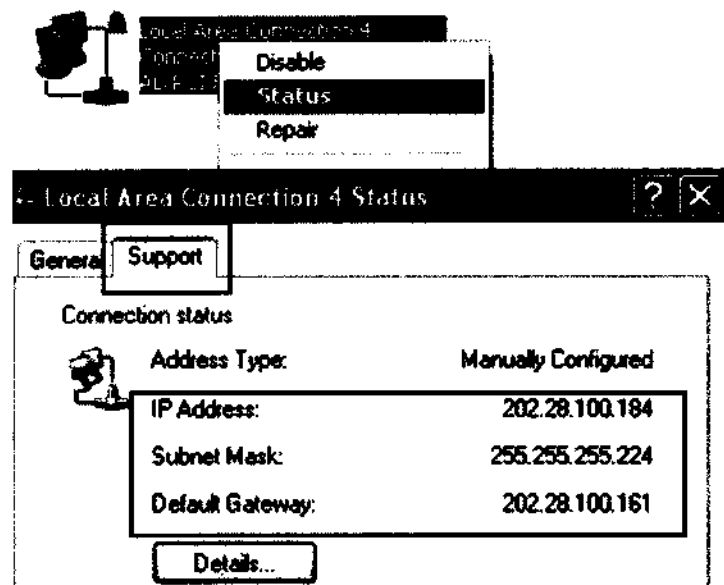 Local Area Connection 4
Connect
Disable
Status
Repair
Local Area Connection 4 Status
General Support
Connection status
Address Type: Manually Configured
IP Address: 202.28.100.184
Subnet Mask: 255.255.255.224
Default Gateway: 202.28.100.161
Details...